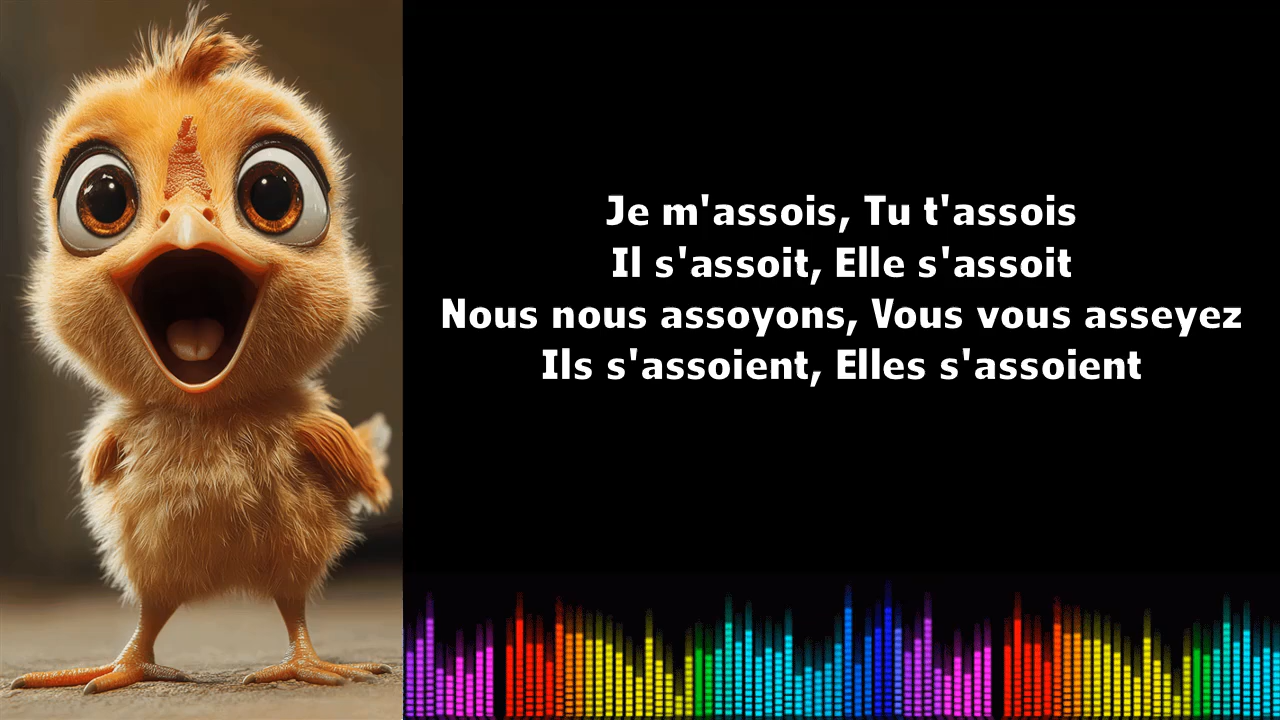 Je m'assois, Tu t'assois
Il s'assoit, Elle s'assoit
Nous nous assoyons, Vous vous asseyez
Ils s'assoient, Elles s'assoient